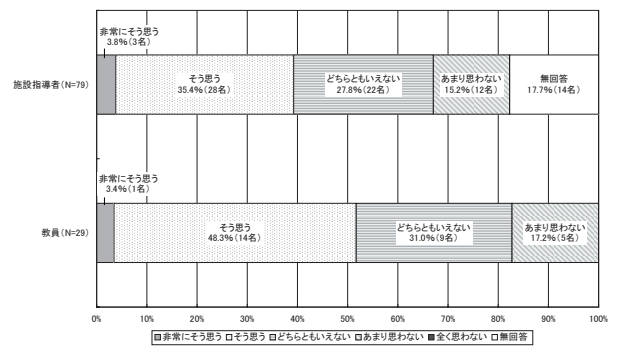 非常にそう思う
3.8%(3名)
施設指導者(N=79)
そう思う
35.4%(28名)
どちらともいえない
27.8%(22名)
あまり思わない
15.2%(12名)
無回答
17.7%(14名)
非常にそう思う
3.4%(1名)
教員(N=29)
そう思う
48.3%(14名)
どちらともいえない
31.0%(9名)
あまり思わない
17.2%(5名)
0% 10% 20% 30% 40% 50% 60% 70% 80% 90% 100%
非常にそう思う そう思う どちらともいえない あまり思わない 全く思わない 無回答